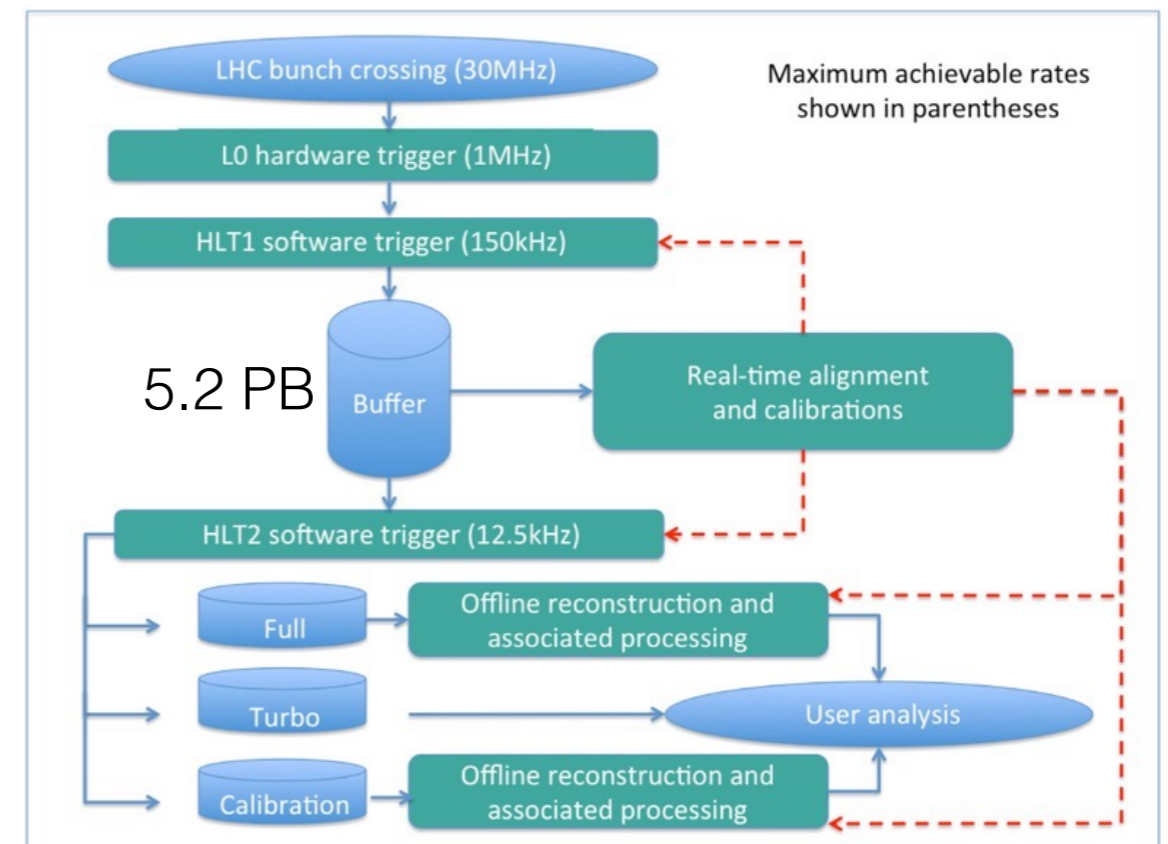 LHC bunch crossing (30MHz)
Maximum achievable rates
shown in parentheses
L0 hardware trigger (1MHz)
HLT1 software trigger (150kHz)
5.2 PB
Buffer
Real-time alignment
and calibrations
HLT2 software trigger (12.5kHz)
Full
Offline reconstruction and
associated processing
Turbo
User analysis
Calibration
Offline reconstruction and
associated processing